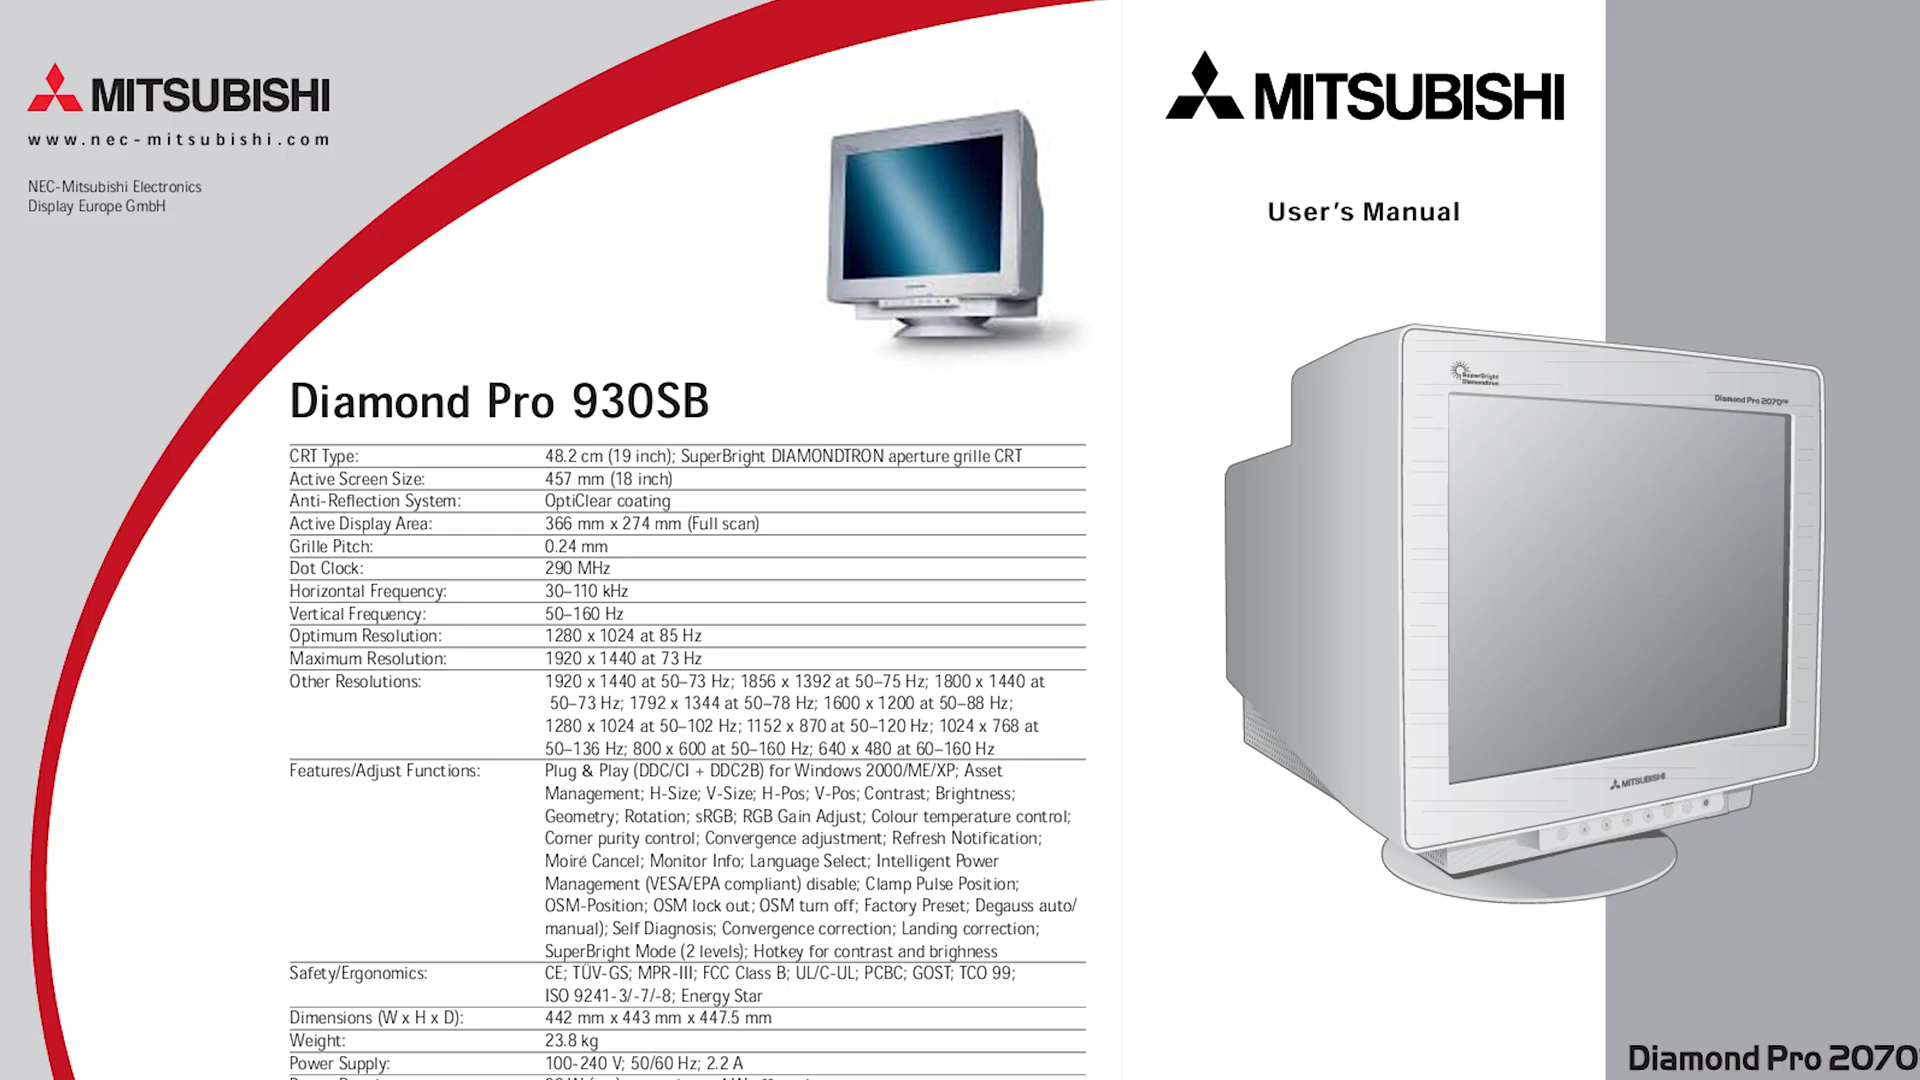 MITSUBISHI
www.nec-mitsubishi.com
NEC-Mitsubishi Electronics
Display Europe GmbH
Diamond Pro 930SB
CRT Type: 48.2 cm (19 inch); SuperBright DIAMONDTRON aperture grille CRT
Active Screen Size: 457 mm (18 inch)
Anti-Reflection System: OptiClear coating
Active Display Area: 366 mm x 274 mm (Full scan)
Grille Pitch: 0.24 mm
Dot Clock: 290 MHz
Horizontal Frequency: 30–110 kHz
Vertical Frequency: 50–160 Hz
Optimum Resolution: 1280 x 1024 at 85 Hz
Maximum Resolution: 1920 x 1440 at 73 Hz
Other Resolutions: 1920 x 1440 at 50–73 Hz; 1856 x 1392 at 50–75 Hz; 1800 x 1440 at
50–73 Hz; 1792 x 1344 at 50–78 Hz; 1600 x 1200 at 50–88 Hz;
1280 x 1024 at 50–102 Hz; 1152 x 870 at 50–120 Hz; 1024 x 768 at
50–136 Hz; 800 x 600 at 50–160 Hz; 640 x 480 at 60–160 Hz
Features/Adjust Functions: Plug & Play (DDC/CI + DDC2B) for Windows 2000/ME/XP; Asset
Management; H-Size; V-Size; H-Pos; V-Pos; Contrast; Brightness;
Geometry; Rotation; sRGB; RGB Gain Adjust; Colour temperature control;
Corner purity control; Convergence adjustment; Refresh Notification;
Moiré Cancel; Monitor Info; Language Select; Intelligent Power
Management (VESA/EPA compliant) disable; Clamp Pulse Position;
OSM-Position; OSM lock out; OSM turn off; Factory Preset; Degauss auto/
manual); Self Diagnosis; Convergence correction; Landing correction;
SuperBright Mode (2 levels); Hotkey for contrast and brighness
Safety/Ergonomics: CE; TÜV-GS; MPR-III; FCC Class B; UL/C-UL; PCBC; GOST; TCO 99;
ISO 9241-3/-7/-8; Energy Star
Dimensions (W x H x D): 442 mm x 443 mm x 447.5 mm
Weight: 23.8 kg
Power Supply: 100-240 V; 50/60 Hz; 2.2 A
MITSUBISHI
User's Manual
SuperBright
Diamondtron
Diamond Pro 2070SB
MITSUBISHI
Diamond Pro 2070